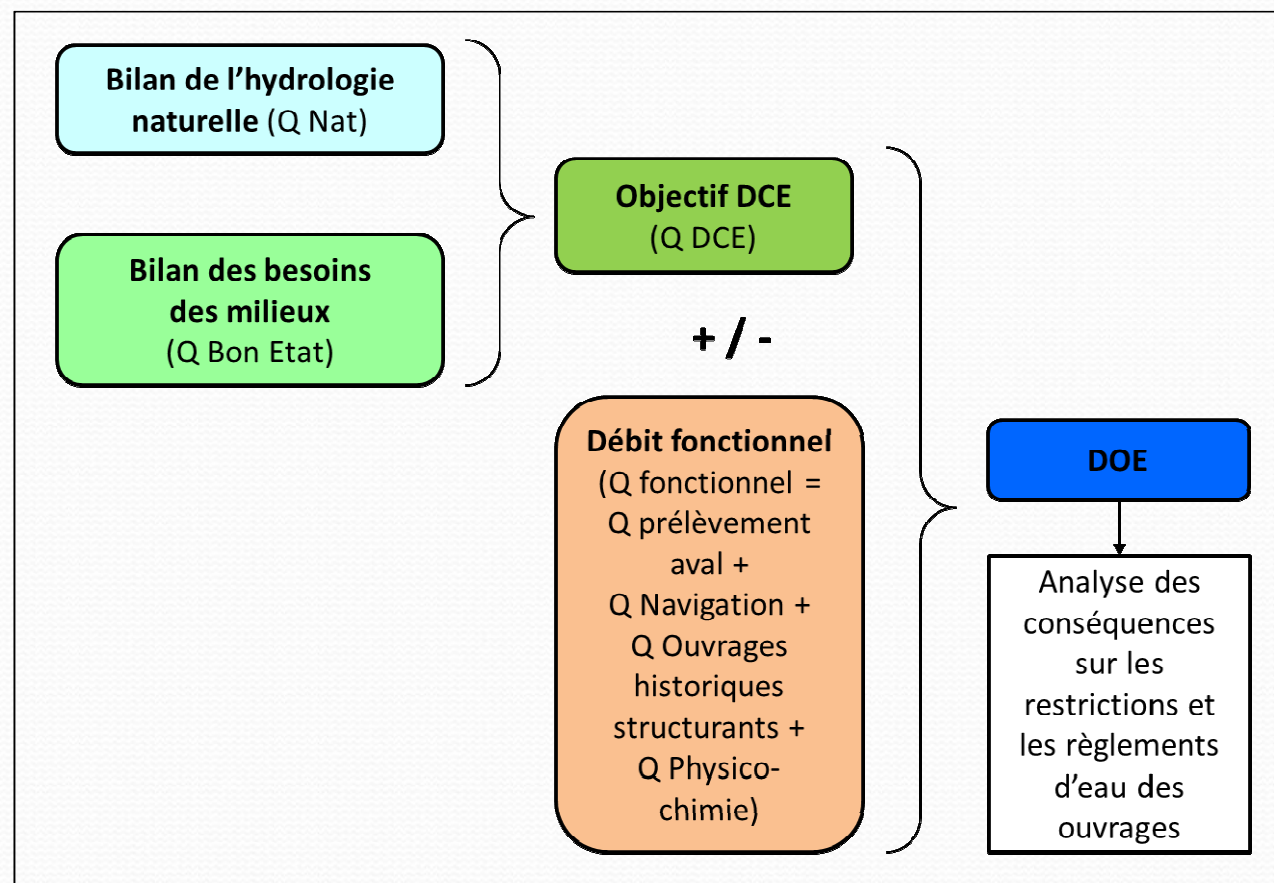 Bilan de l’hydrologie
naturelle (Q Nat)
Bilan des besoins
des milieux
(Q Bon Etat)
Objectif DCE
(Q DCE)
+ / -
Débit fonctionnel
(Q fonctionnel =
Q prélèvement
aval +
Q Navigation +
Q Ouvrages
historiques
structurants +
Q Physico-
chimie)
DOE
Analyse des
conséquences
sur les
restrictions et
les règlements
d’eau des
ouvrages